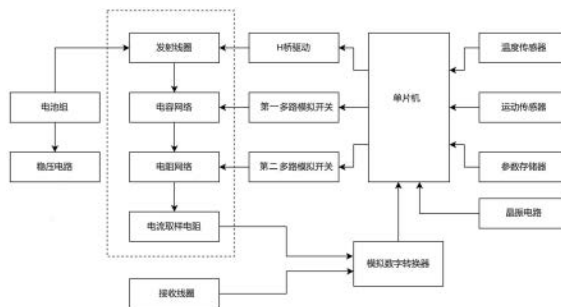 发射线圈
H桥驱动
温度传感器
电池组
电容网络
第一多路模拟开关
单片机
运动传感器
稳压电路
电阻网络
第二多路模拟开关
参数存储器
电流取样电阻
晶振电路
模拟数字转换器
接收线圈